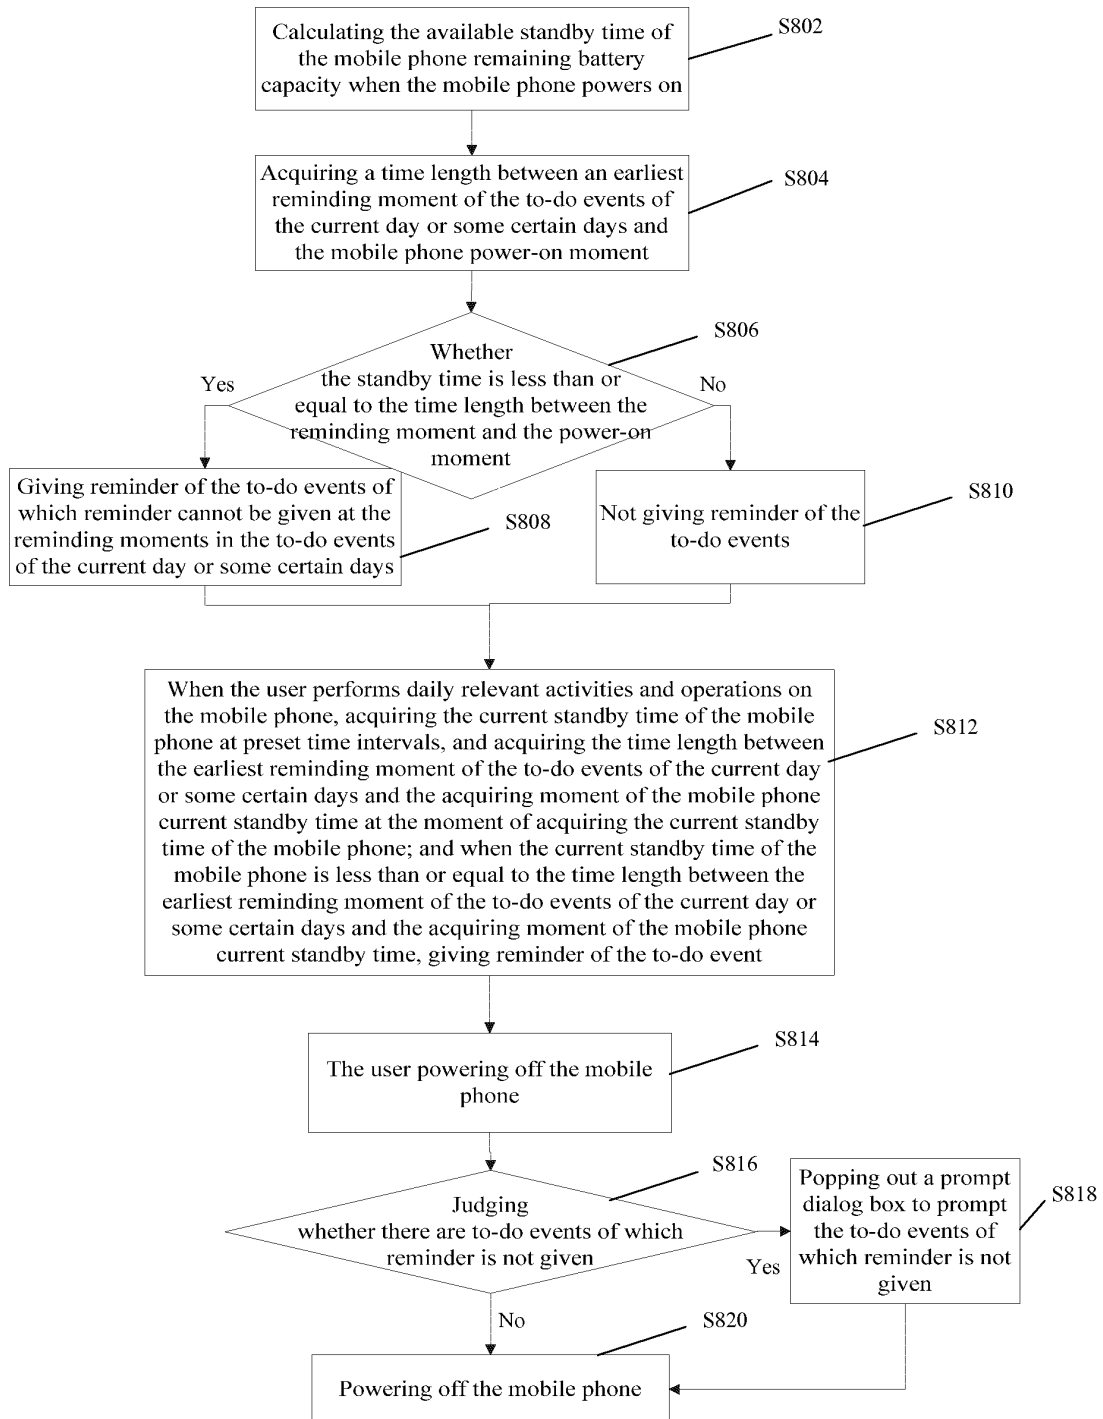 Calculating the available standby time of
the mobile phone remaining battery
capacity when the mobile phone powers on
S802
Acquiring a time length between an earliest
reminding moment of the to-do events of
the current day or some certain days and
the mobile phone power-on moment
S804
Whether
the standby time is less than or
equal to the time length between the
reminding moment and the power-on
moment
S806
Yes
No
Giving reminder of the to-do events of
which reminder cannot be given at the
reminding moments in the to-do events
of the current day or some certain days
S808
Not giving reminder of the
to-do events
S810
When the user performs daily relevant activities and operations on
the mobile phone, acquiring the current standby time of the mobile
phone at preset time intervals, and acquiring the time length between
the earliest reminding moment of the to-do events of the current day
or some certain days and the acquiring moment of the mobile phone
current standby time at the moment of acquiring the current standby
time of the mobile phone; and when the current standby time of the
mobile phone is less than or equal to the time length between the
earliest reminding moment of the to-do events of the current day or
some certain days and the acquiring moment of the mobile phone
current standby time, giving reminder of the to-do event
S812
The user powering off the mobile
phone
S814
Judging
whether there are to-do events of which
reminder is not given
S816
Yes
Popping out a prompt
dialog box to prompt
the to-do events of
which reminder is not
given
S818
No
Powering off the mobile phone
S820